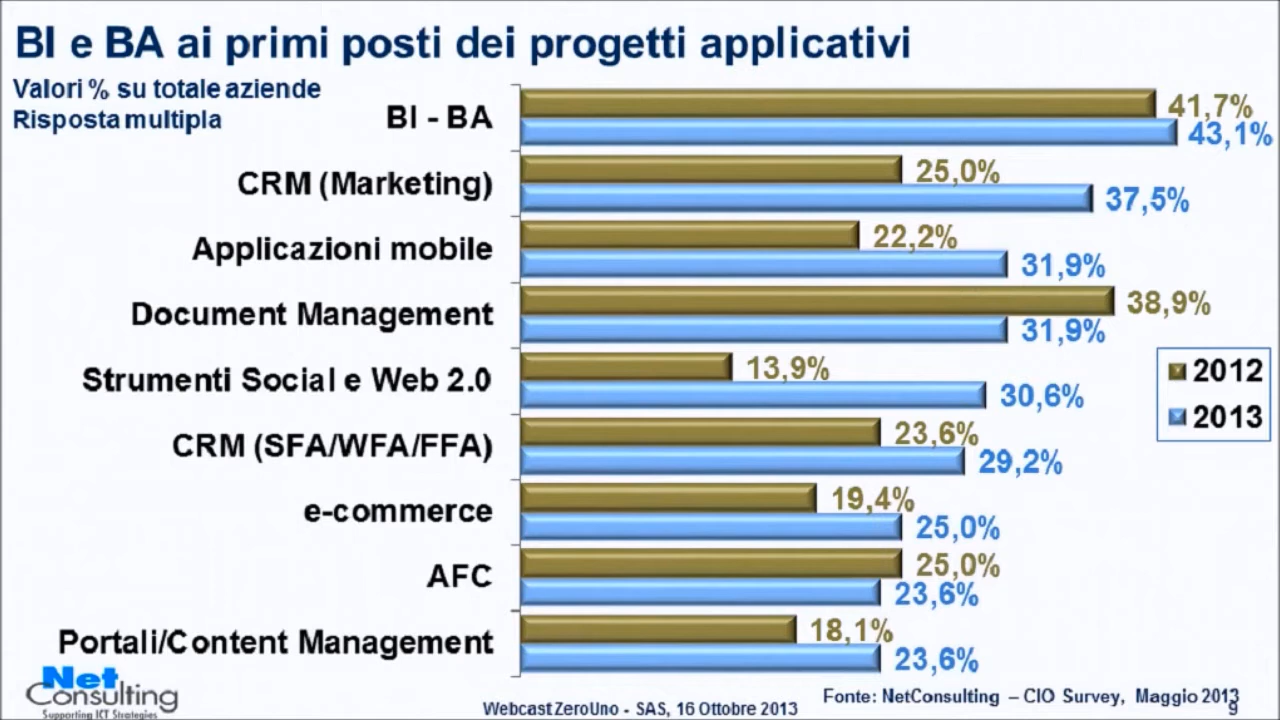 BI e BA ai primi posti dei progetti applicativi
Valori % su totale aziende
Risposta multipla
BI - BA
41,7%
43,1%
CRM (Marketing)
25,0%
37,5%
Applicazioni mobile
22,2%
31,9%
Document Management
38,9%
31,9%
Strumenti Social e Web 2.0
13,9%
30,6%
CRM (SFA/WFA/FFA)
23,6%
29,2%
e-commerce
19,4%
25,0%
AFC
25,0%
23,6%
Portali/Content Management
18,1%
23,6%
2012
2013
Net
Consulting
Supporting ICT Strategies
Webcast ZeroUno - SAS, 16 Ottobre 2013
Fonte: NetConsulting – CIO Survey, Maggio 2013
9